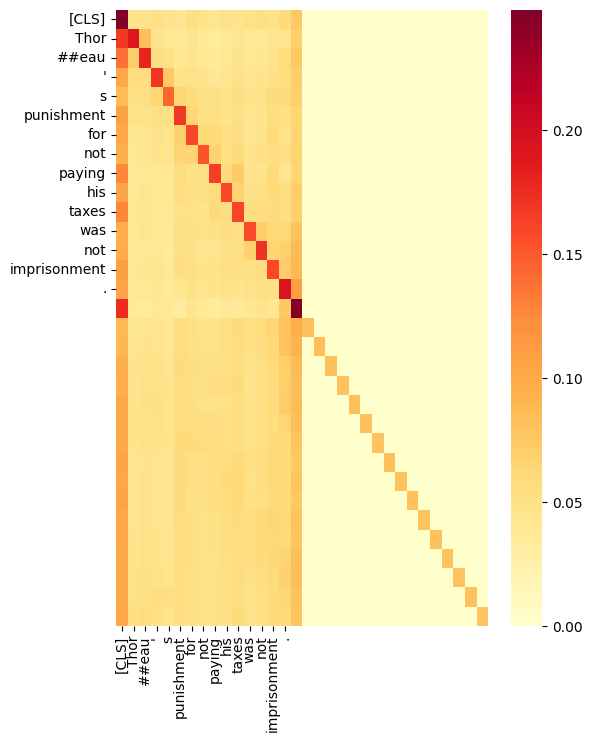 [CLS]
Thor
##eau
'
s
punishment
for
not
paying
his
taxes
was
not
imprisonment
.
0.20
0.15
0.10
0.05
0.00
[CLS]
Thor
##eau
'
s
punishment
for
not
paying
his
taxes
was
not
imprisonment
.